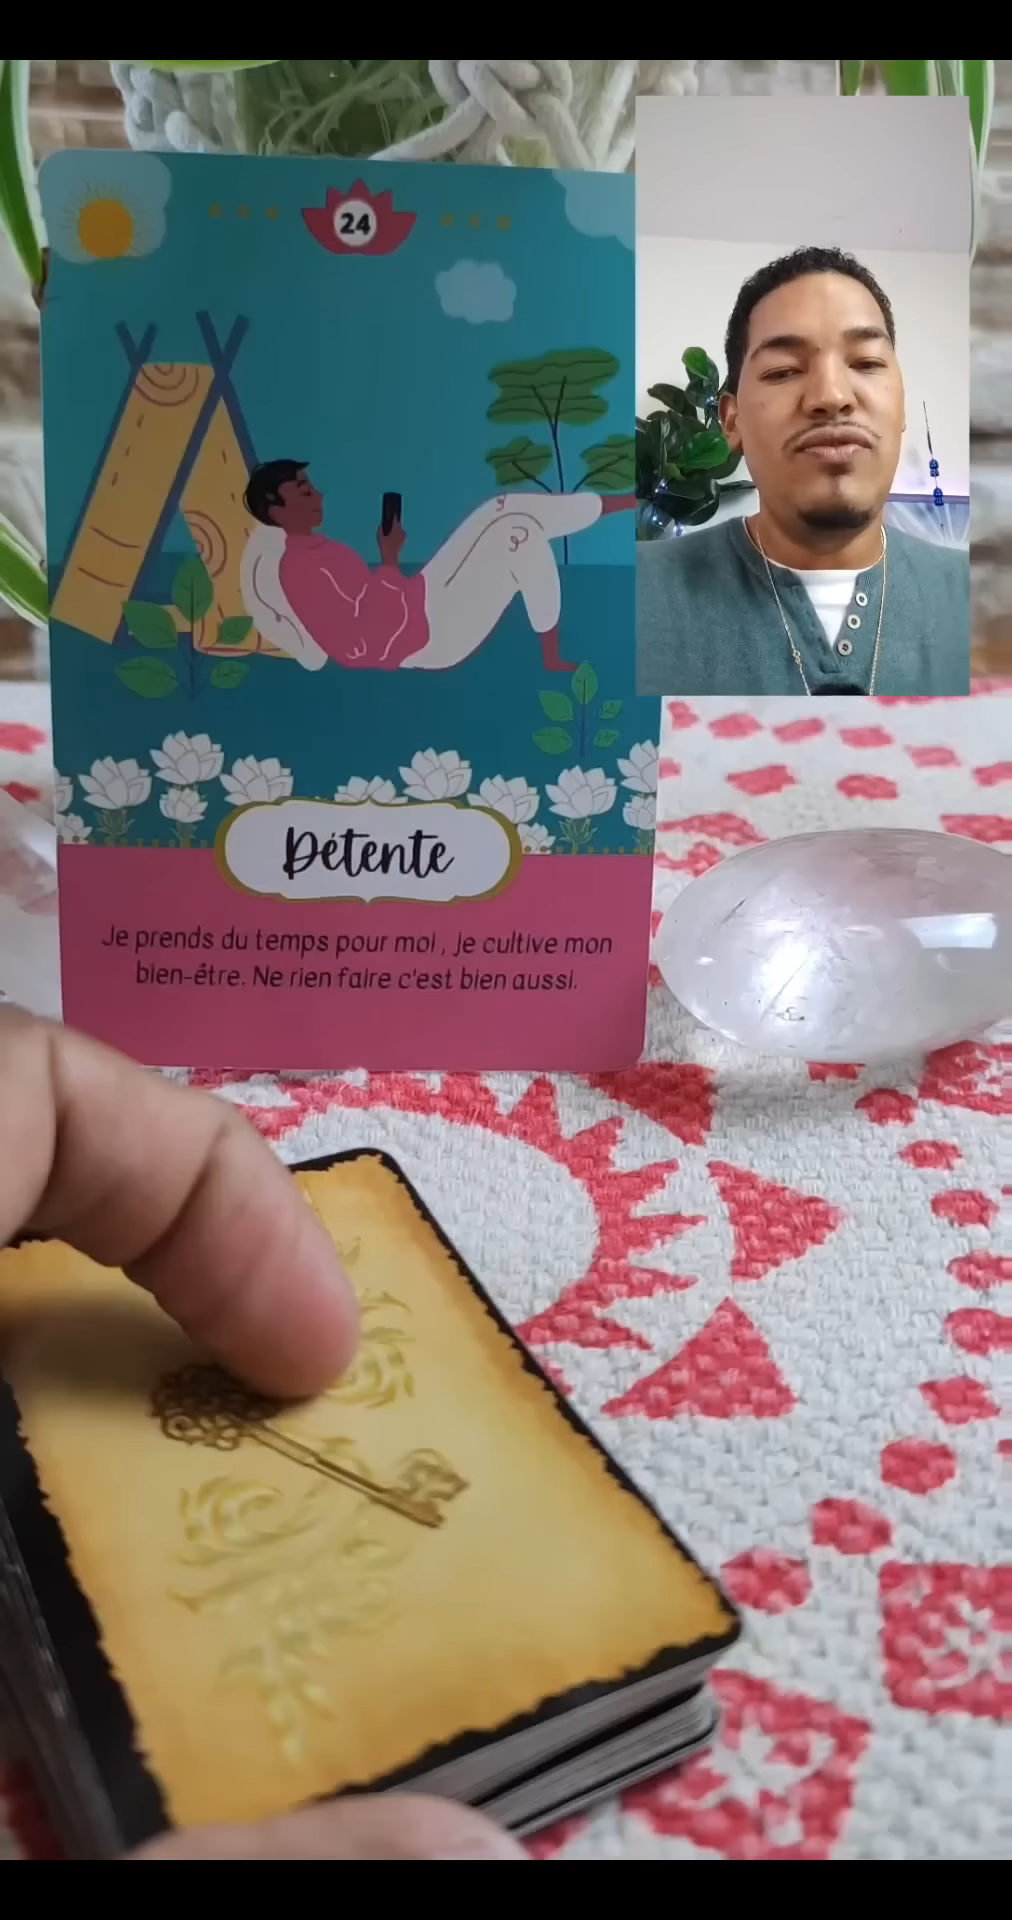 24
Détente
Je prends du temps pour moi, je cultive mon
bien-être. Ne rien faire c'est bien aussi.